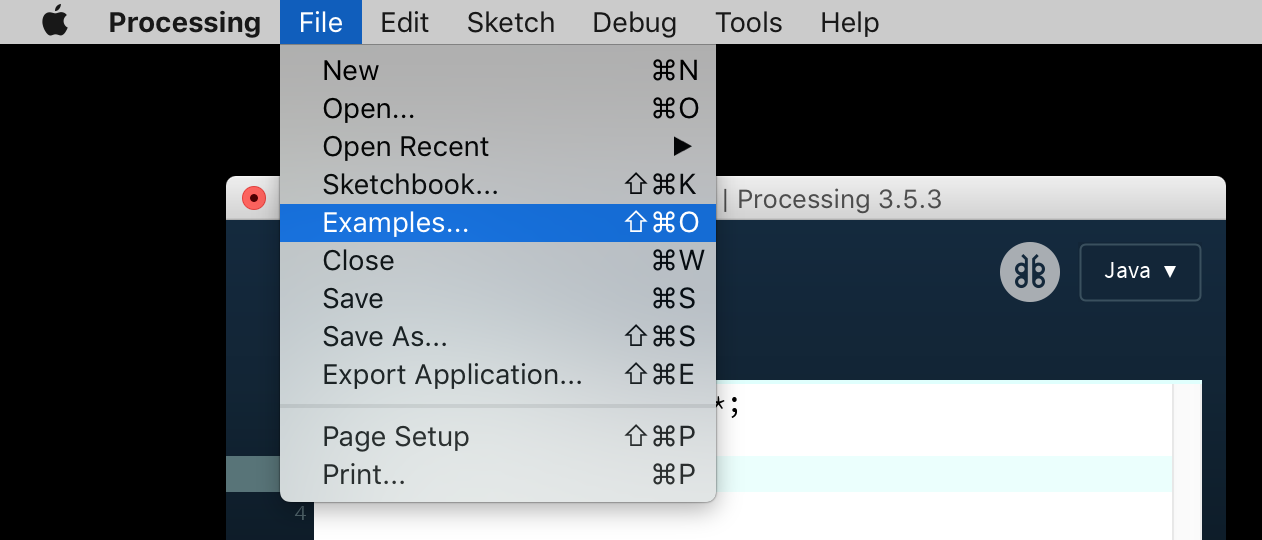 Processing File Edit Sketch Debug Tools Help
New ⌘N
Open... ⌘O
Open Recent ▶
Sketchbook... ⇧⌘K
Examples... ⇧⌘O
Close ⌘W
Save ⌘S
Save As... ⇧⌘S
Export Application... ⇧⌘E
Page Setup ⇧⌘P
Print... ⌘P
| Processing 3.5.3
Java ▼
*;
4